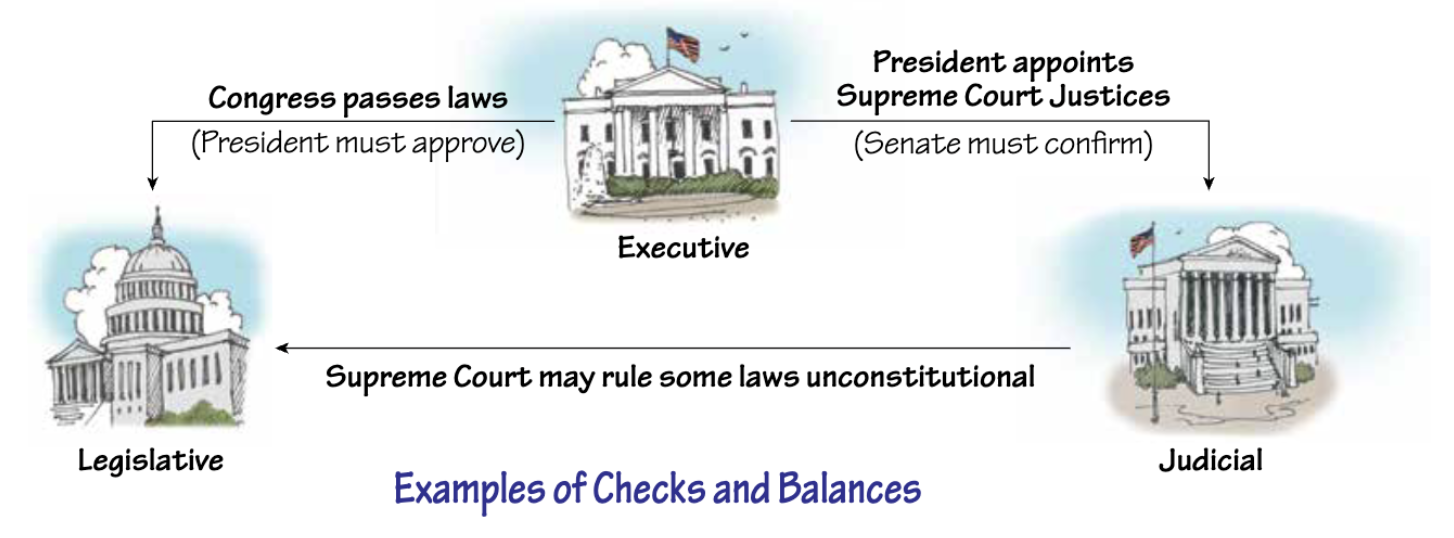 Congress passes laws
(President must approve)
President appoints
Supreme Court Justices
(Senate must confirm)
Executive
Supreme Court may rule some laws unconstitutional
Legislative
Judicial
Examples of Checks and Balances